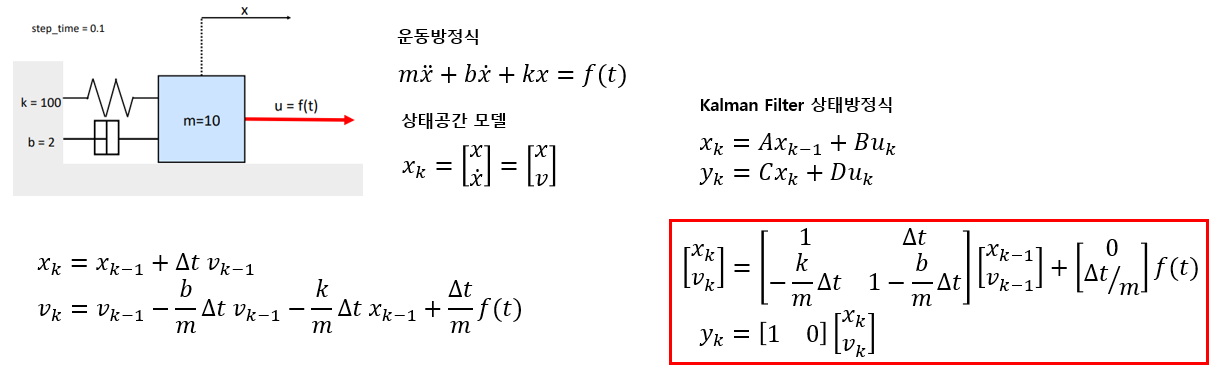 x
step_time = 0.1
k = 100
b = 2
m=10
u = f(t)
운동방정식
mẍ + bẋ + kx = f(t)
상태공간 모델
x_k = [x; ẋ] = [x; v]
x_k = x_{k-1} + Δt v_{k-1}
v_k = v_{k-1} − b/m Δt v_{k-1} − k/m Δt x_{k-1} + Δt/m f(t)
Kalman Filter 상태방정식
x_k = Ax_{k-1} + Bu_k
y_k = Cx_k + Du_k
[x_k; v_k] = [1 Δt; −k/m Δt 1 − b/m Δt] [x_{k-1}; v_{k-1}] + [0; Δt/m] f(t)
y_k = [1 0] [x_k; v_k]